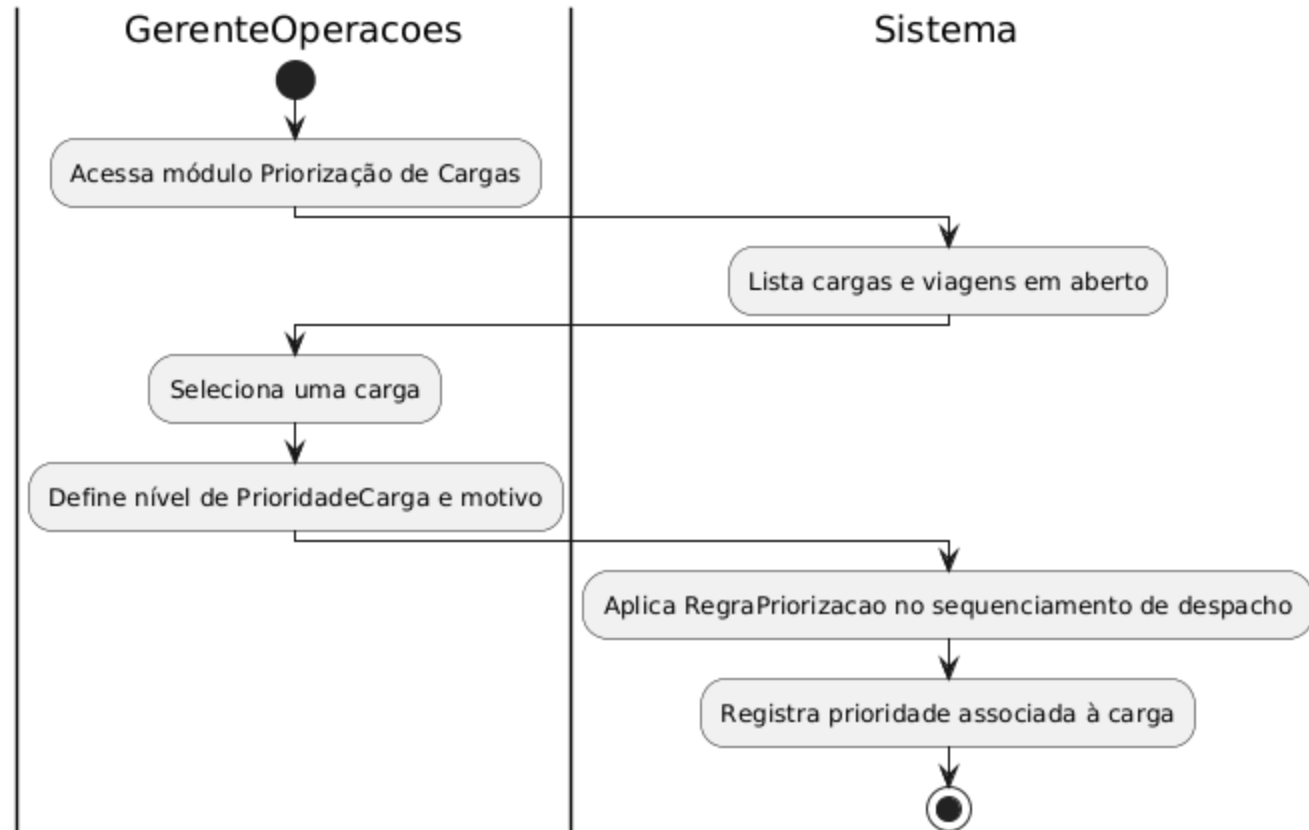 GerenteOperacoes
Sistema
Acessa módulo Priorização de Cargas
Lista cargas e viagens em aberto
Seleciona uma carga
Define nível de PrioridadeCarga e motivo
Aplica RegraPriorizacao no sequenciamento de despacho
Registra prioridade associada à carga